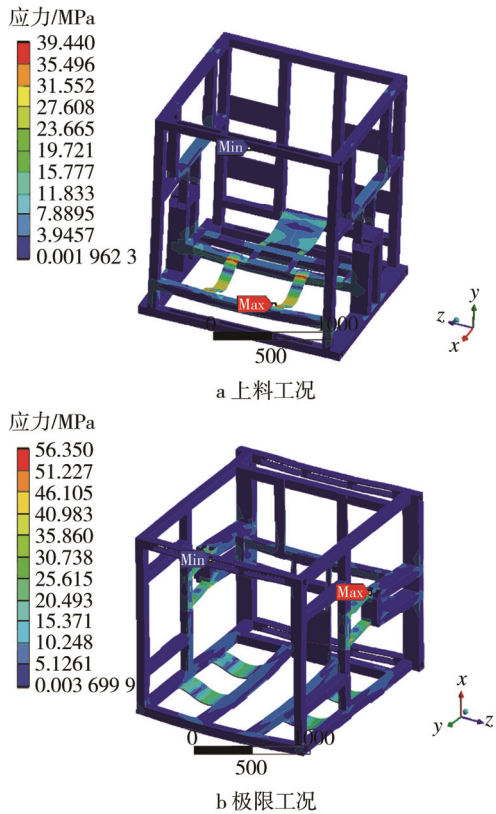 应力/MPa
39.440
35.496
31.552
27.608
23.665
19.721
15.777
11.833
7.8895
3.9457
0.001 962 3
Min
Max
0
1000
500
y
z
x
a 上料工况
应力/MPa
56.350
51.227
46.105
40.983
35.860
30.738
25.615
20.493
15.371
10.248
5.1261
0.003 699 9
Min
Max
0
1000
500
x
y
z
b 极限工况